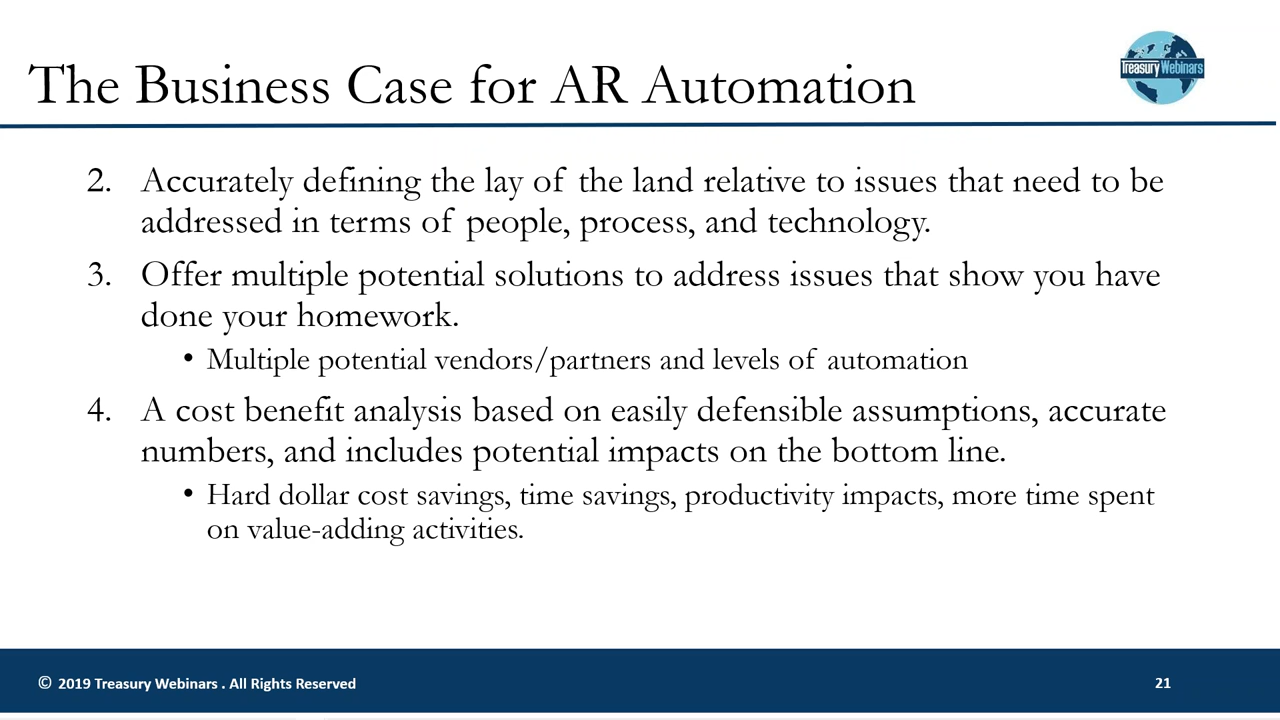 The Business Case for AR Automation
Treasury Webinars
2. Accurately defining the lay of the land relative to issues that need to be
addressed in terms of people, process, and technology.
3. Offer multiple potential solutions to address issues that show you have
done your homework.
• Multiple potential vendors/partners and levels of automation
4. A cost benefit analysis based on easily defensible assumptions, accurate
numbers, and includes potential impacts on the bottom line.
• Hard dollar cost savings, time savings, productivity impacts, more time spent
on value-adding activities.
© 2019 Treasury Webinars . All Rights Reserved
21